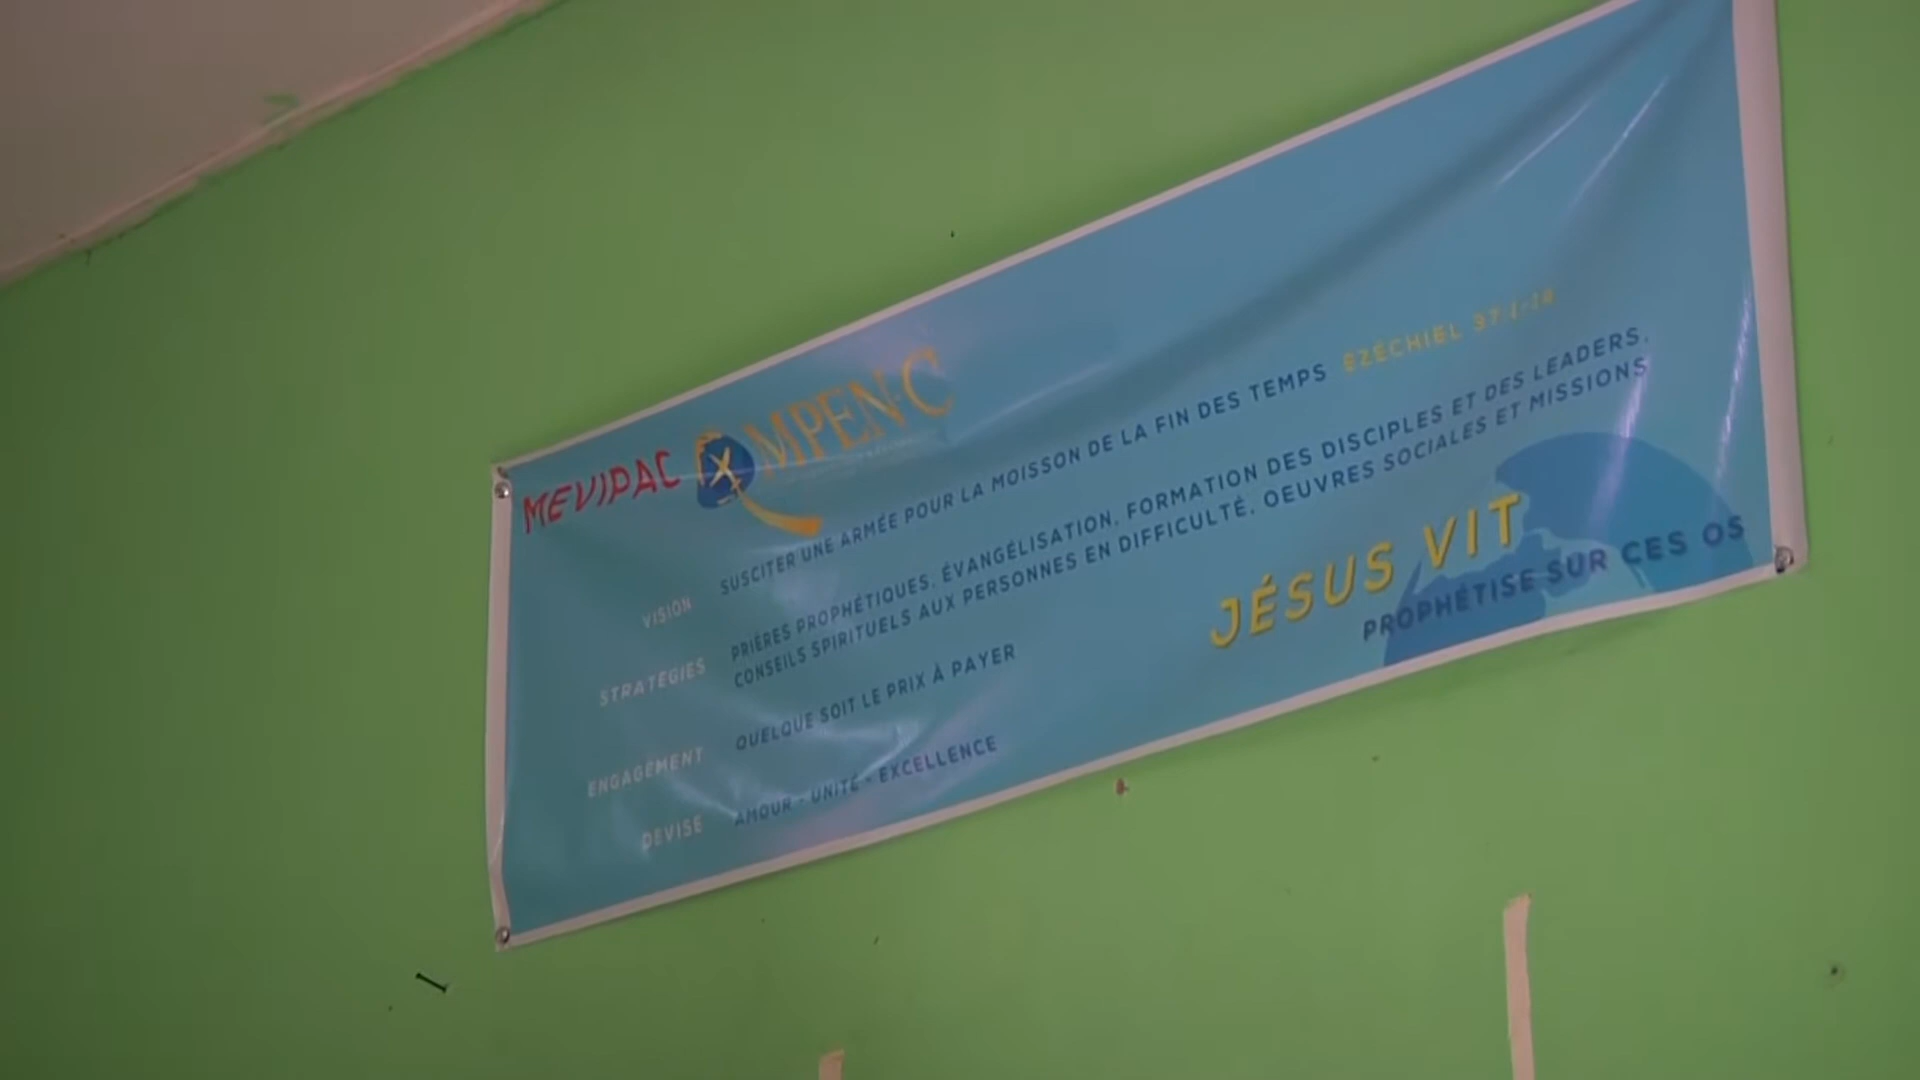 MEVIPAC MPEN-C
VISION SUSCITER UNE ARMÉE POUR LA MOISSON DE LA FIN DES TEMPS EZÉCHIEL 37:1-14
STRATÉGIES PRIÈRES PROPHÉTIQUES, ÉVANGÉLISATION, FORMATION DES DISCIPLES ET DES LEADERS,
CONSEILS SPIRITUELS AUX PERSONNES EN DIFFICULTÉ, OEUVRES SOCIALES ET MISSIONS
ENGAGEMENT QUELQUE SOIT LE PRIX À PAYER
DEVISE AMOUR - UNITÉ - EXCELLENCE
JÉSUS VIT
PROPHÉTISE SUR CES OS